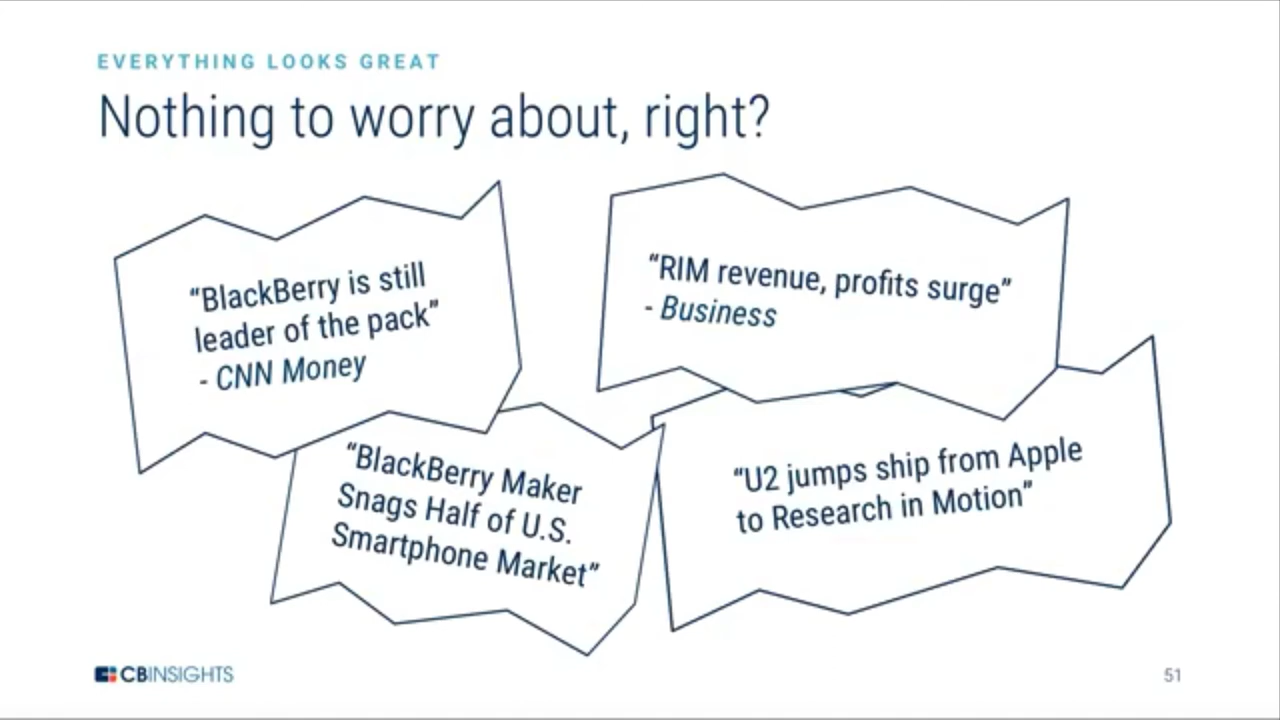 EVERYTHING LOOKS GREAT
Nothing to worry about, right?
“BlackBerry is still
leader of the pack”
- CNN Money
“RIM revenue, profits surge”
- Business
“BlackBerry Maker
Snags Half of U.S.
Smartphone Market”
“U2 jumps ship from Apple
to Research in Motion”
CBINSIGHTS
51